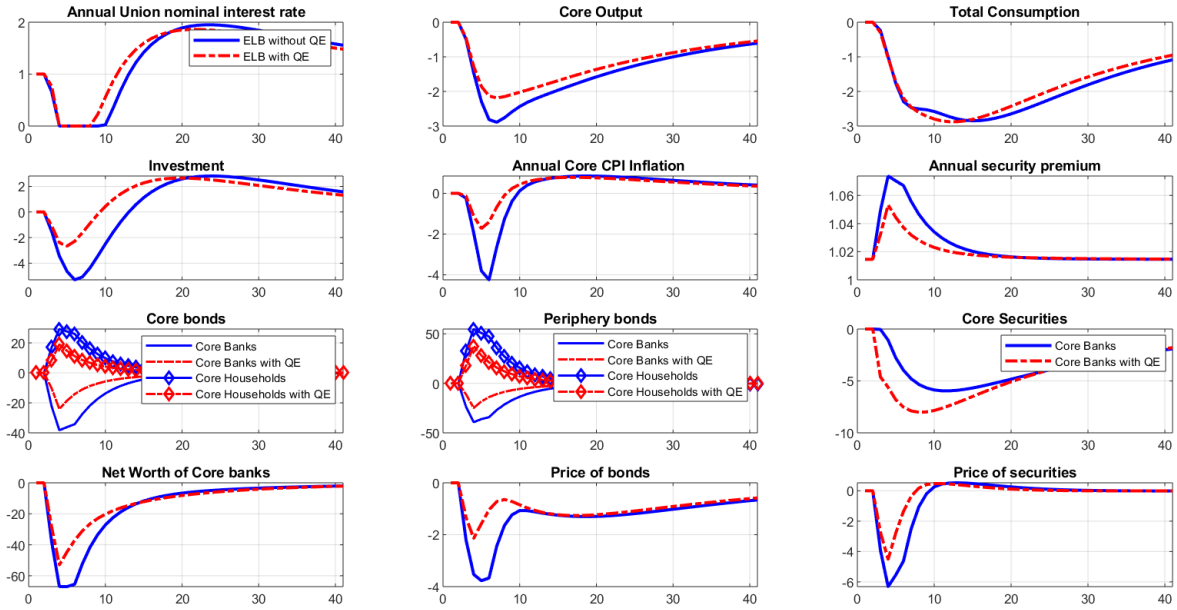 Annual Union nominal interest rate
2
1.5
1
0.5
0
0 10 20 30 40
ELB without QE
ELB with QE
Core Output
0
-1
-2
-3
0 10 20 30 40
Total Consumption
0
-1
-2
-3
0 10 20 30 40
Investment
2
0
-2
-4
0 10 20 30 40
Annual Core CPI Inflation
0
-2
-4
0 10 20 30 40
Annual security premium
1.06
1.04
1.02
1
0 10 20 30 40
Core bonds
20
0
-20
-40
0 10 20 30 40
Core Banks
Core Banks with QE
Core Households
Core Households with QE
Periphery bonds
50
0
-50
0 10 20 30 40
Core Banks
Core Banks with QE
Core Households
Core Households with QE
Core Securities
0
-5
-10
0 10 20 30 40
Core Banks
Core Banks with QE
Net Worth of Core banks
0
-20
-40
-60
0 10 20 30 40
Price of bonds
0
-2
-4
0 10 20 30 40
Price of securities
0
-2
-4
-6
0 10 20 30 40